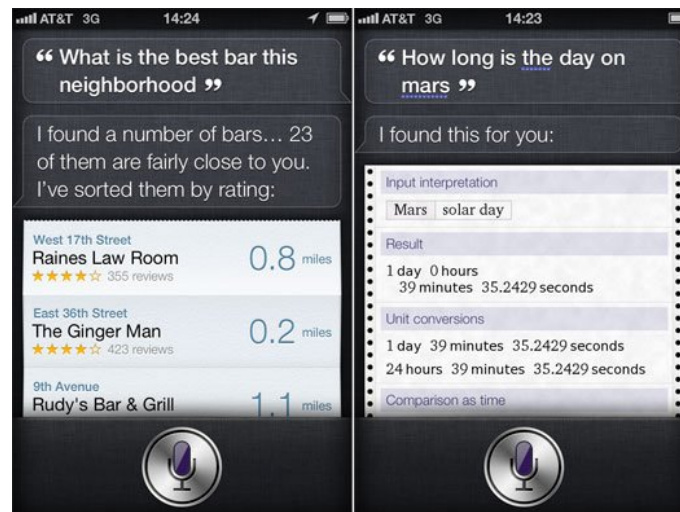 AT&T 3G 14:24
“ What is the best bar this
neighborhood ”
I found a number of bars… 23
of them are fairly close to you.
I've sorted them by rating:
West 17th Street
Raines Law Room
355 reviews
0.8 miles
East 36th Street
The Ginger Man
423 reviews
0.2 miles
9th Avenue
Rudy's Bar & Grill
1.1 miles
AT&T 3G 14:23
“ How long is the day on
mars ”
I found this for you:
Input interpretation
Mars solar day
Result
1 day 0 hours
39 minutes 35.2429 seconds
Unit conversions
1 day 39 minutes 35.2429 seconds
24 hours 39 minutes 35.2429 seconds
Comparison as time